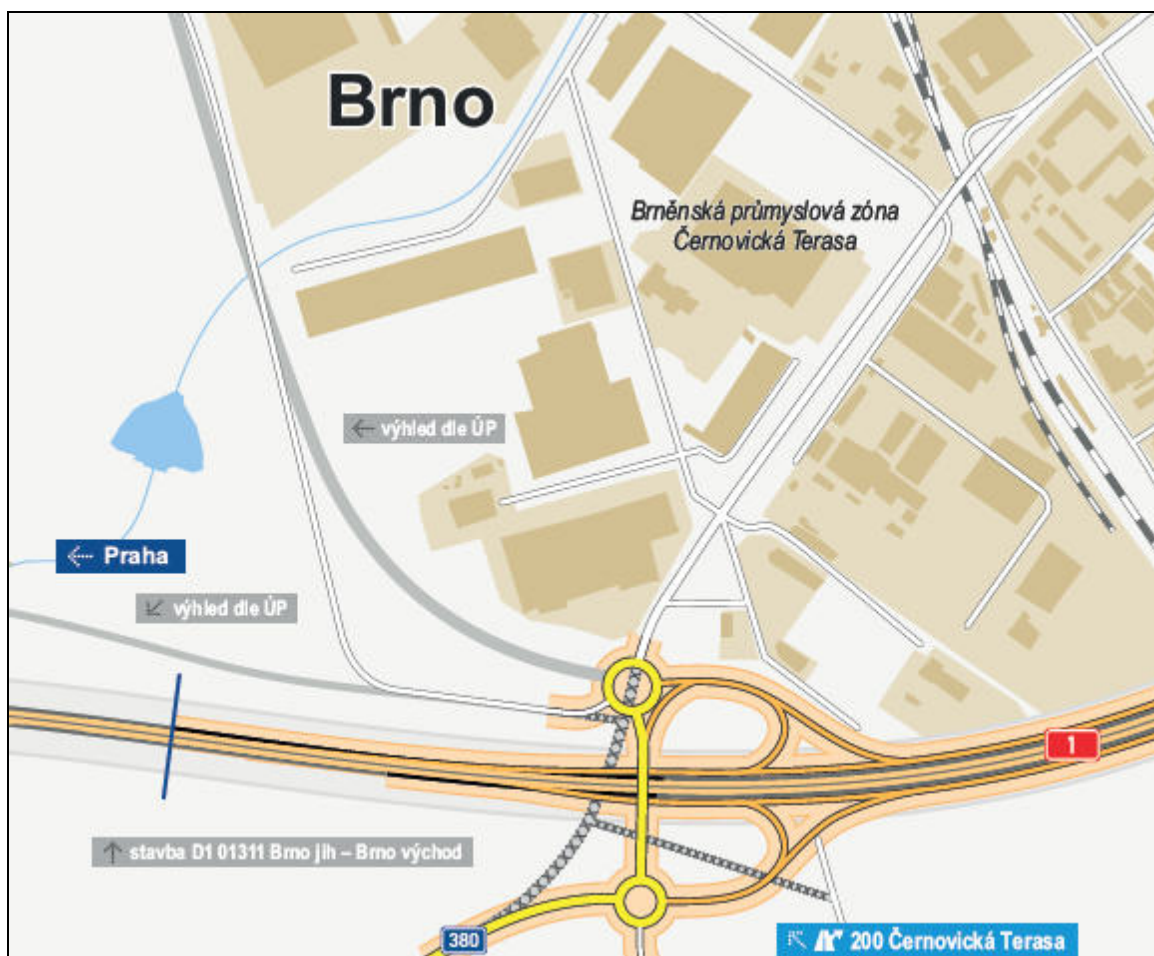 Brno
Brněnská průmyslová zóna
Černovická Terasa
výhled dle ÚP
Praha
výhled dle ÚP
1
stavba D1 01311 Brno jih – Brno východ
380
200 Černovická Terasa